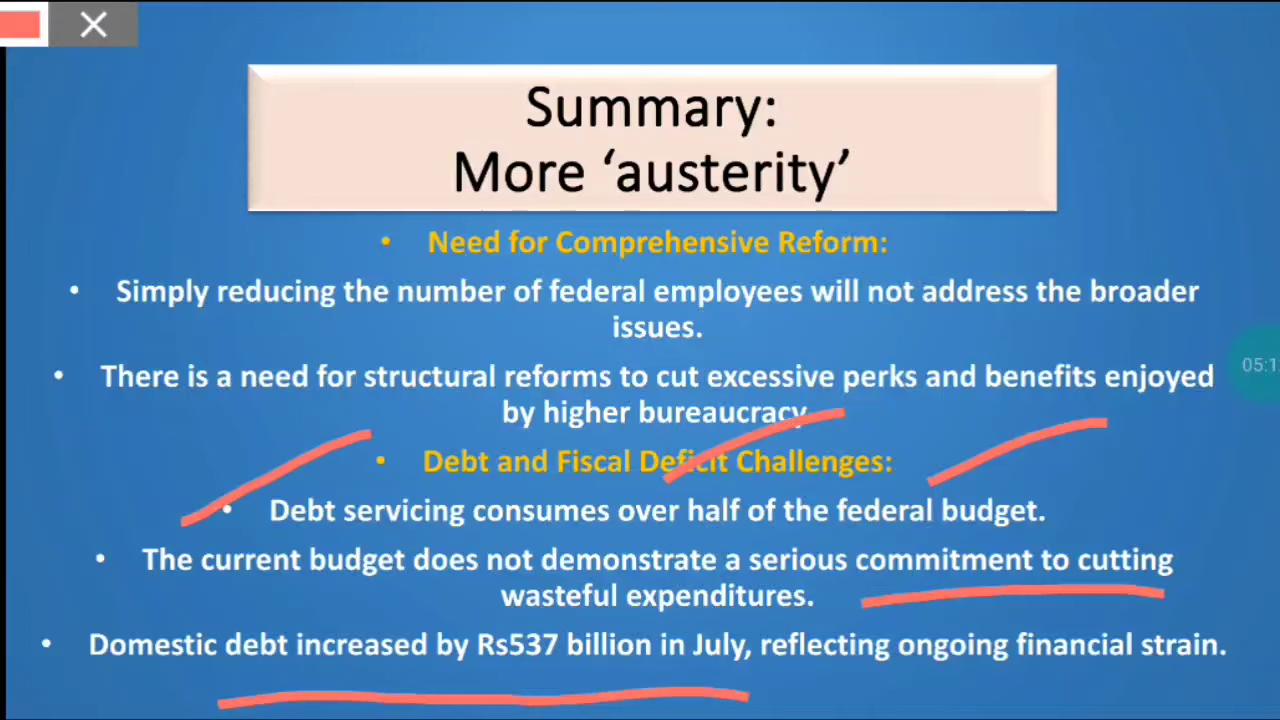 Summary:
More ‘austerity’
• Need for Comprehensive Reform:
• Simply reducing the number of federal employees will not address the broader
issues.
• There is a need for structural reforms to cut excessive perks and benefits enjoyed
by higher bureaucracy.
• Debt and Fiscal Deficit Challenges:
• Debt servicing consumes over half of the federal budget.
• The current budget does not demonstrate a serious commitment to cutting
wasteful expenditures.
• Domestic debt increased by Rs537 billion in July, reflecting ongoing financial strain.